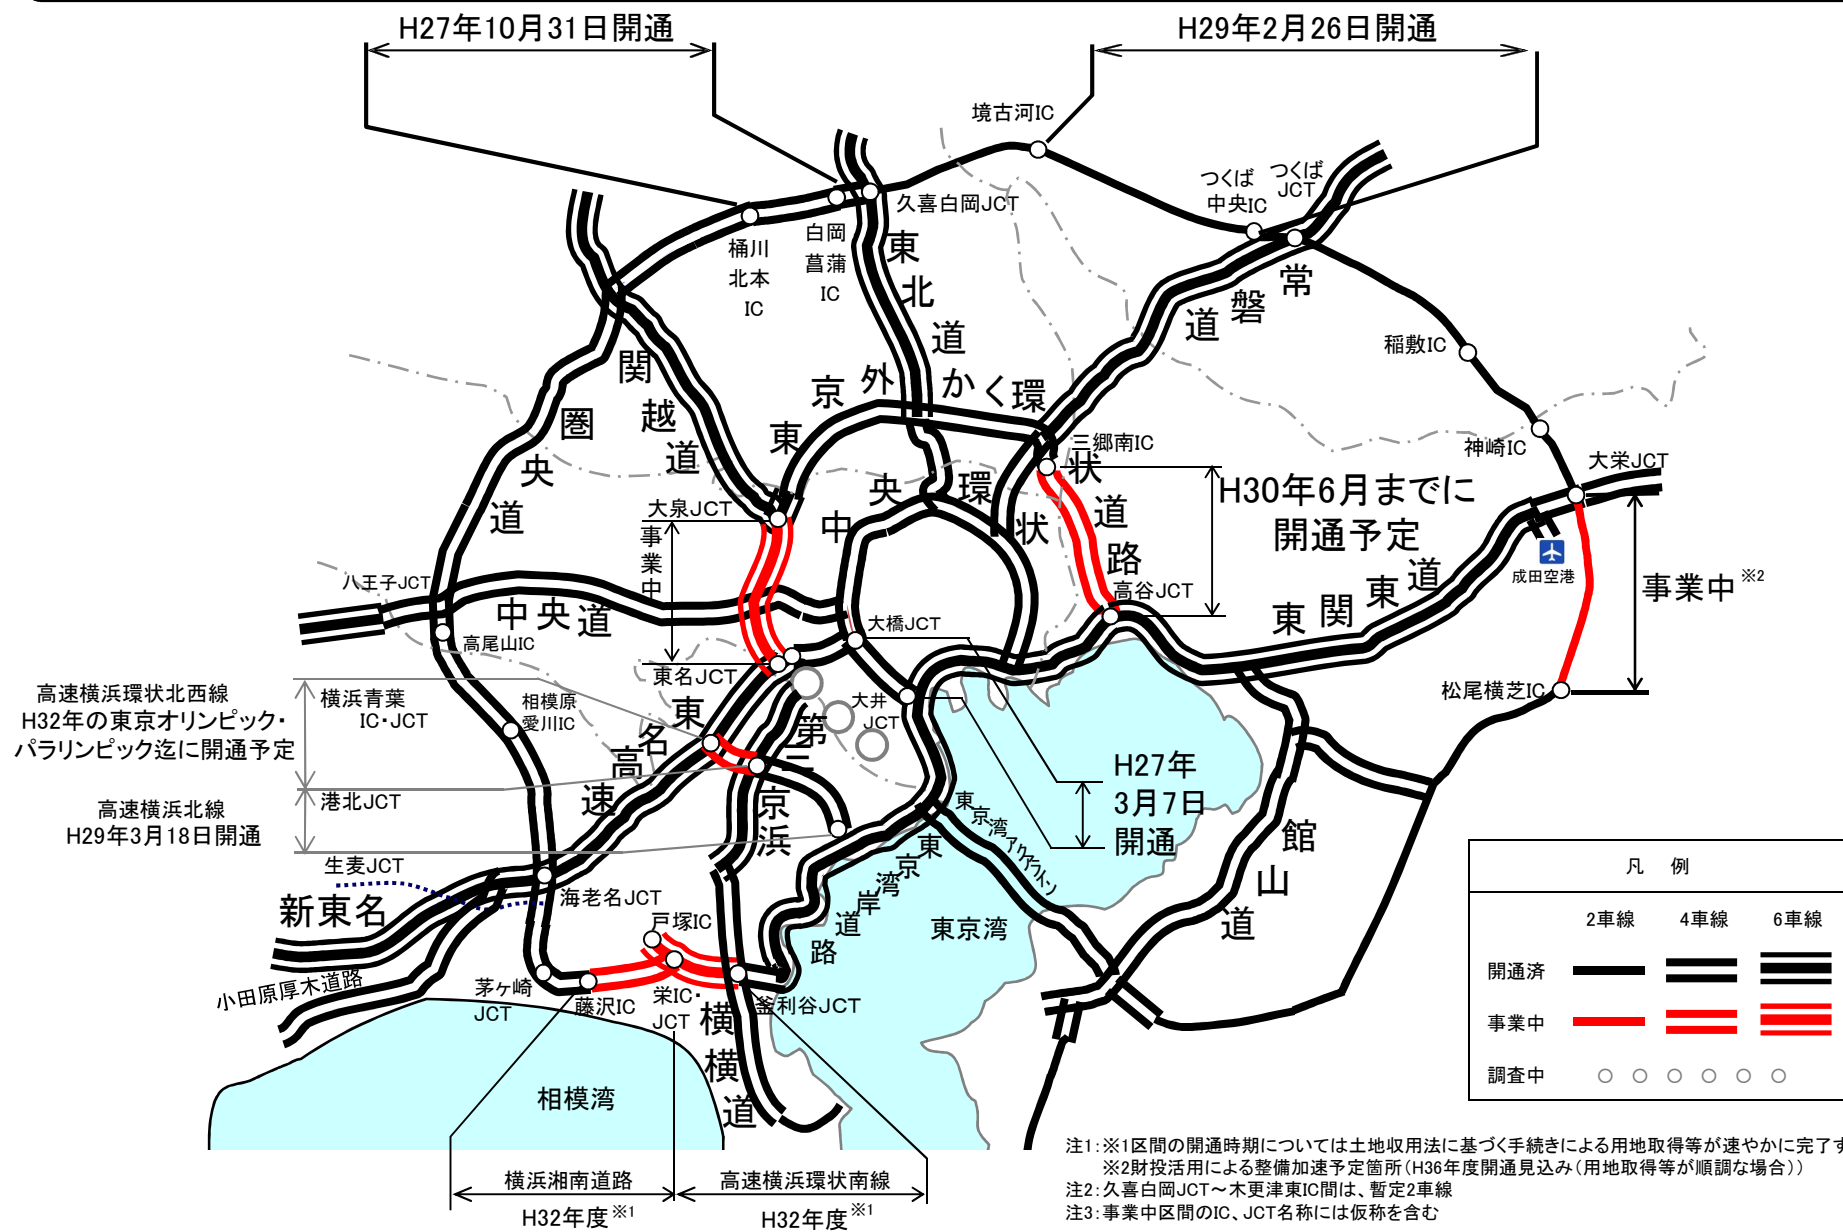 H27年10月31日開通
H29年2月26日開通
境古河IC
つくば
中央IC
つくば
JCT
久喜白岡JCT
桶川
北本
IC
白岡
菖蒲
IC
東北道
常磐道
関越道
圏央道
東京外かく環状道路
稲敷IC
神崎IC
大栄JCT
三郷南IC
H30年6月までに
開通予定
大泉JCT
事業中
中央環状
高谷JCT
成田空港
事業中※2
東関東道
八王子JCT
中央道
高尾山IC
大橋JCT
東名JCT
大井
JCT
松尾横芝IC
高速横浜環状北西線
H32年の東京オリンピック・
パラリンピック迄に開通予定
横浜青葉
IC・JCT
相模原
愛川IC
東名高速
第三京浜
港北JCT
高速横浜北線
H29年3月18日開通
生麦JCT
H27年
3月7日
開通
東京湾アクアライン
東京湾岸道路
館山道
新東名
海老名JCT
戸塚IC
東京湾
小田原厚木道路
茅ヶ崎
JCT
藤沢IC
栄IC・
JCT
釜利谷JCT
横横道
相模湾
横浜湘南道路
H32年度※1
高速横浜環状南線
H32年度※1
凡 例
2車線 4車線 6車線
開通済
事業中
調査中
注1:※1区間の開通時期については土地収用法に基づく手続きによる用地取得等が速やかに完了す
※2財投活用による整備加速予定箇所(H36年度開通見込み(用地取得等が順調な場合))
注2:久喜白岡JCT～木更津東IC間は、暫定2車線
注3:事業中区間のIC、JCT名称には仮称を含む